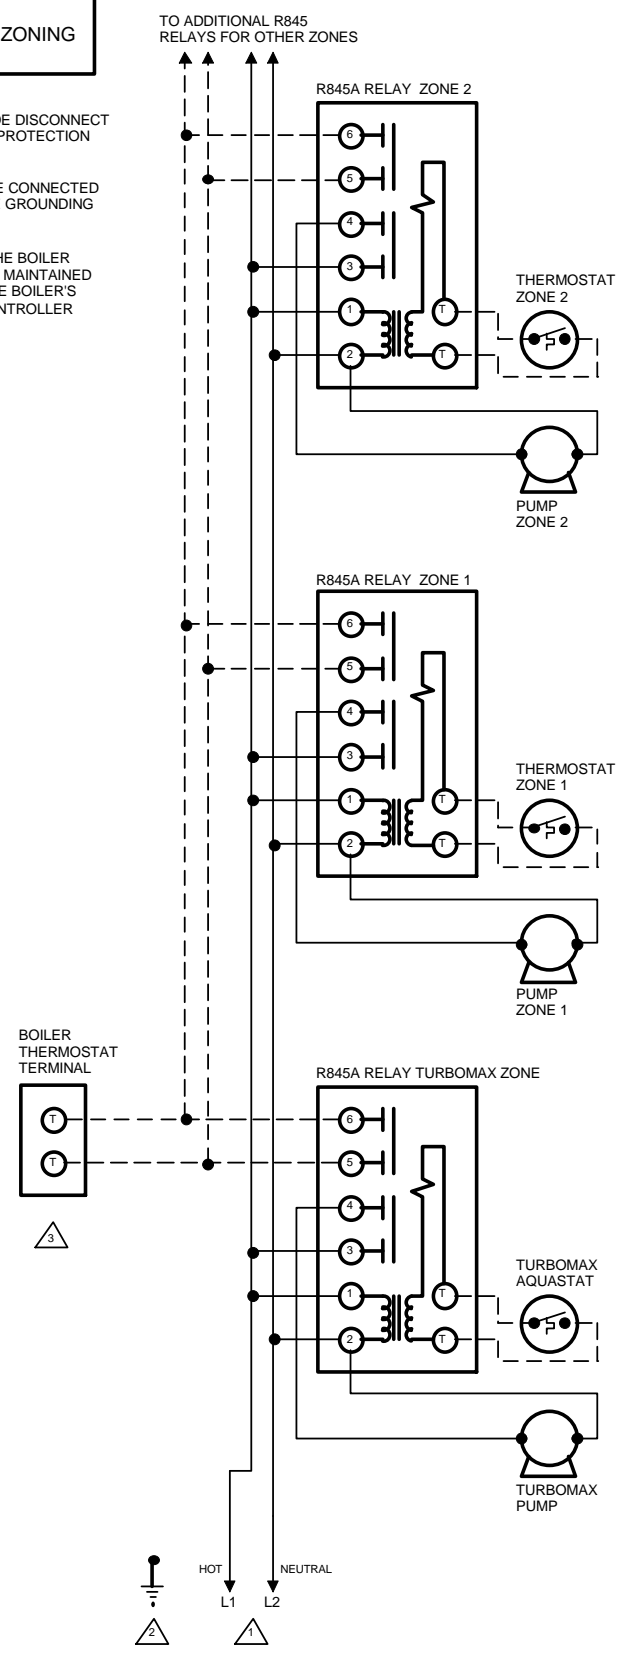 ZONING
TO ADDITIONAL R845
RELAYS FOR OTHER ZONES
DE DISCONNECT
PROTECTION
E CONNECTED
GROUNDING
HE BOILER
MAINTAINED
E BOILER'S
NTROLLER
R845A RELAY ZONE 2
6
5
4
3
1
2
T
T
THERMOSTAT
ZONE 2
PUMP
ZONE 2
R845A RELAY ZONE 1
6
5
4
3
1
2
T
T
THERMOSTAT
ZONE 1
PUMP
ZONE 1
BOILER
THERMOSTAT
TERMINAL
T
T
3
R845A RELAY TURBOMAX ZONE
6
5
4
3
1
2
T
T
TURBOMAX
AQUASTAT
TURBOMAX
PUMP
HOT
NEUTRAL
L1
L2
2
1